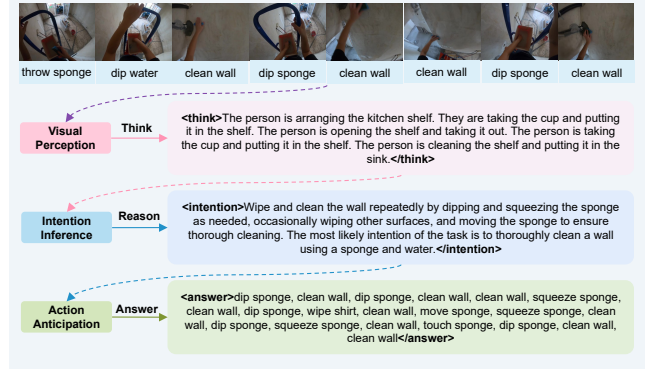 throw sponge dip water clean wall dip sponge clean wall clean wall dip sponge clean wall
Visual
Perception
Think
<think>The person is arranging the kitchen shelf. They are taking the cup and putting
it in the shelf. The person is opening the shelf and taking it out. The person is taking
the cup and putting it in the shelf. The person is cleaning the shelf and putting it in the
sink.</think>
Intention
Inference
Reason
<intention>Wipe and clean the wall repeatedly by dipping and squeezing the sponge
as needed, occasionally wiping other surfaces, and moving the sponge to ensure
thorough cleaning. The most likely intention of the task is to thoroughly clean a wall
using a sponge and water.</intention>
Action
Anticipation
Answer
<answer>dip sponge, clean wall, dip sponge, clean wall, clean wall, squeeze sponge,
clean wall, dip sponge, wipe shirt, clean wall, move sponge, squeeze sponge, clean
wall, dip sponge, squeeze sponge, clean wall, touch sponge, dip sponge, clean wall,
clean wall</answer>